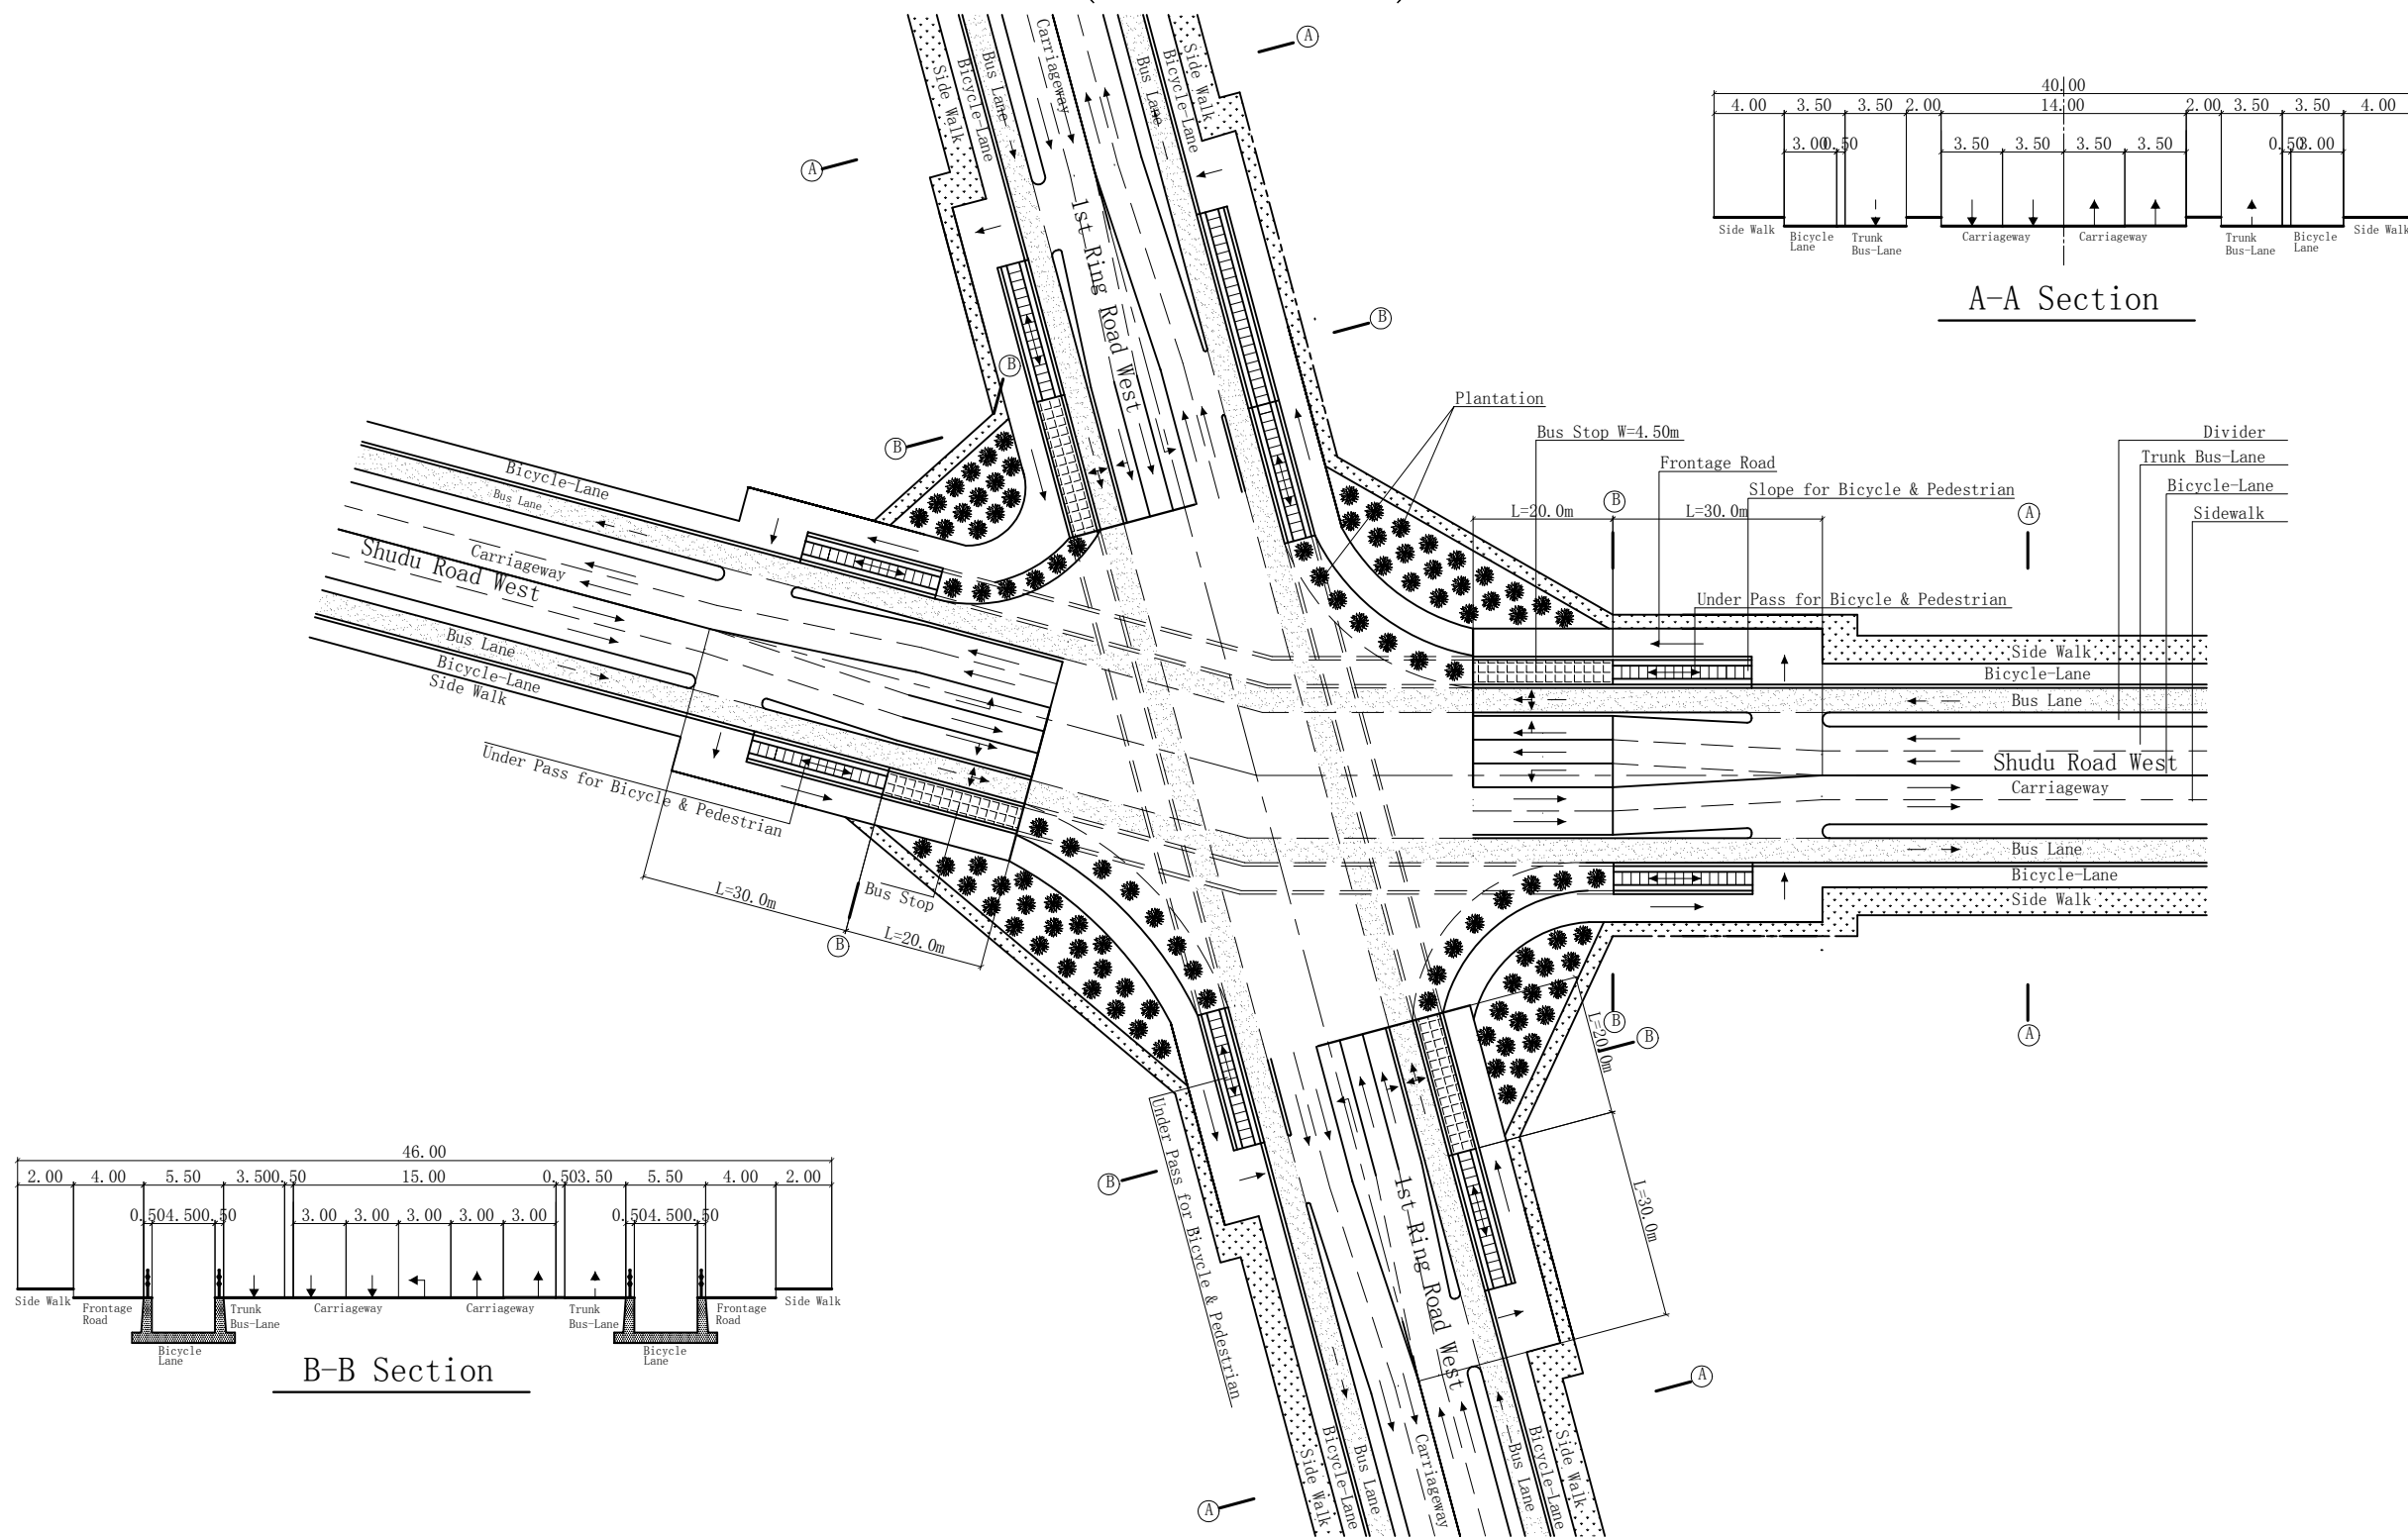 Side Walk
Bicycle-Lane
Bus Lane
Carriageway
Bus Lane
Bicycle-Lane
Side Walk
A
A
1st Ring Road West
B
B
B
40.00
4.00 3.50 3.50 2.00 14.00 2.00 3.50 3.50 4.00
3.00 0.50 3.50 3.50 3.50 3.50 0.50 3.00
Side Walk
Bicycle Lane
Trunk Bus-Lane
Carriageway
Carriageway
Trunk Bus-Lane
Bicycle Lane
Side Walk
A-A Section
Plantation
Bus Stop W=4.50m
Frontage Road
Slope for Bicycle & Pedestrian
L=20.0m
B
L=30.0m
Under Pass for Bicycle & Pedestrian
Divider
Trunk Bus-Lane
Bicycle-Lane
Sidewalk
A
Bicycle-Lane
Bus Lane
Carriageway
Shudu Road West
Bus Lane
Bicycle-Lane
Side Walk
Under Pass for Bicycle & Pedestrian
L=30.0m
Bus Stop
L=20.0m
B
Side Walk
Bicycle-Lane
Bus Lane
Shudu Road West
Carriageway
Bus Lane
Bicycle-Lane
Side Walk
B
A
B
L=20.0m
L=30.0m
B
Under Pass for Bicycle & Pedestrian
1st Ring Road West
A
A
Side Walk
Bicycle-Lane
Bus Lane
Carriageway
Bus Lane
Bicycle-Lane
Side Walk
46.00
2.00 4.00 5.50 3.50 0.50 15.00 0.50 3.50 5.50 4.00 2.00
0.50 4.50 0.50 3.00 3.00 3.00 3.00 3.00 0.50 4.50 0.50
Side Walk
Frontage Road
Bicycle Lane
Trunk Bus-Lane
Carriageway
Carriageway
Trunk Bus-Lane
Bicycle Lane
Frontage Road
Side Walk
B-B Section